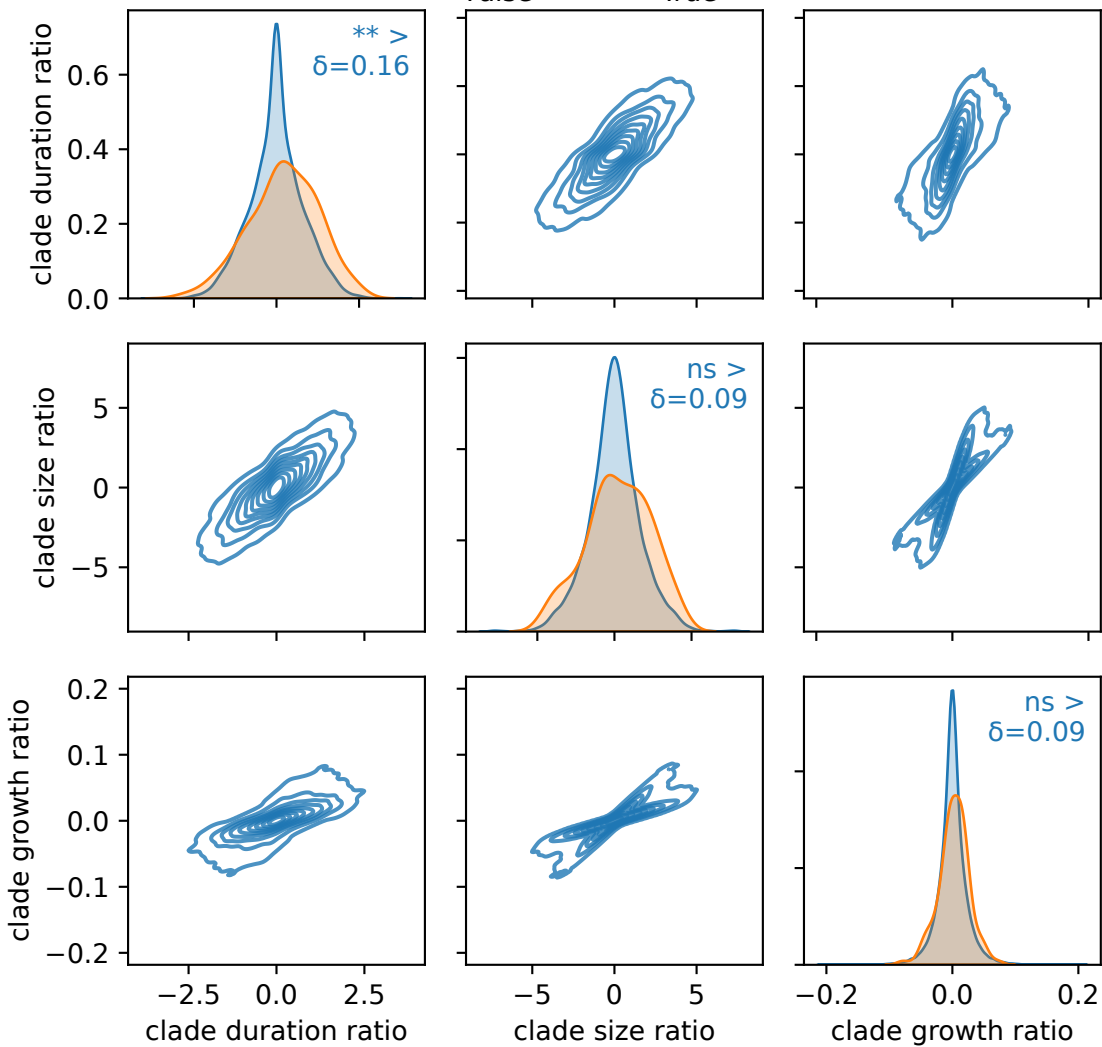 clade duration ratio
0.6
0.4
0.2
0.0
** >
δ=0.16
clade size ratio
5
0
−5
ns >
δ=0.09
clade growth ratio
0.2
0.1
0.0
−0.1
−0.2
ns >
δ=0.09
−2.5 0.0 2.5
clade duration ratio
−5 0 5
clade size ratio
−0.2 0.0 0.2
clade growth ratio